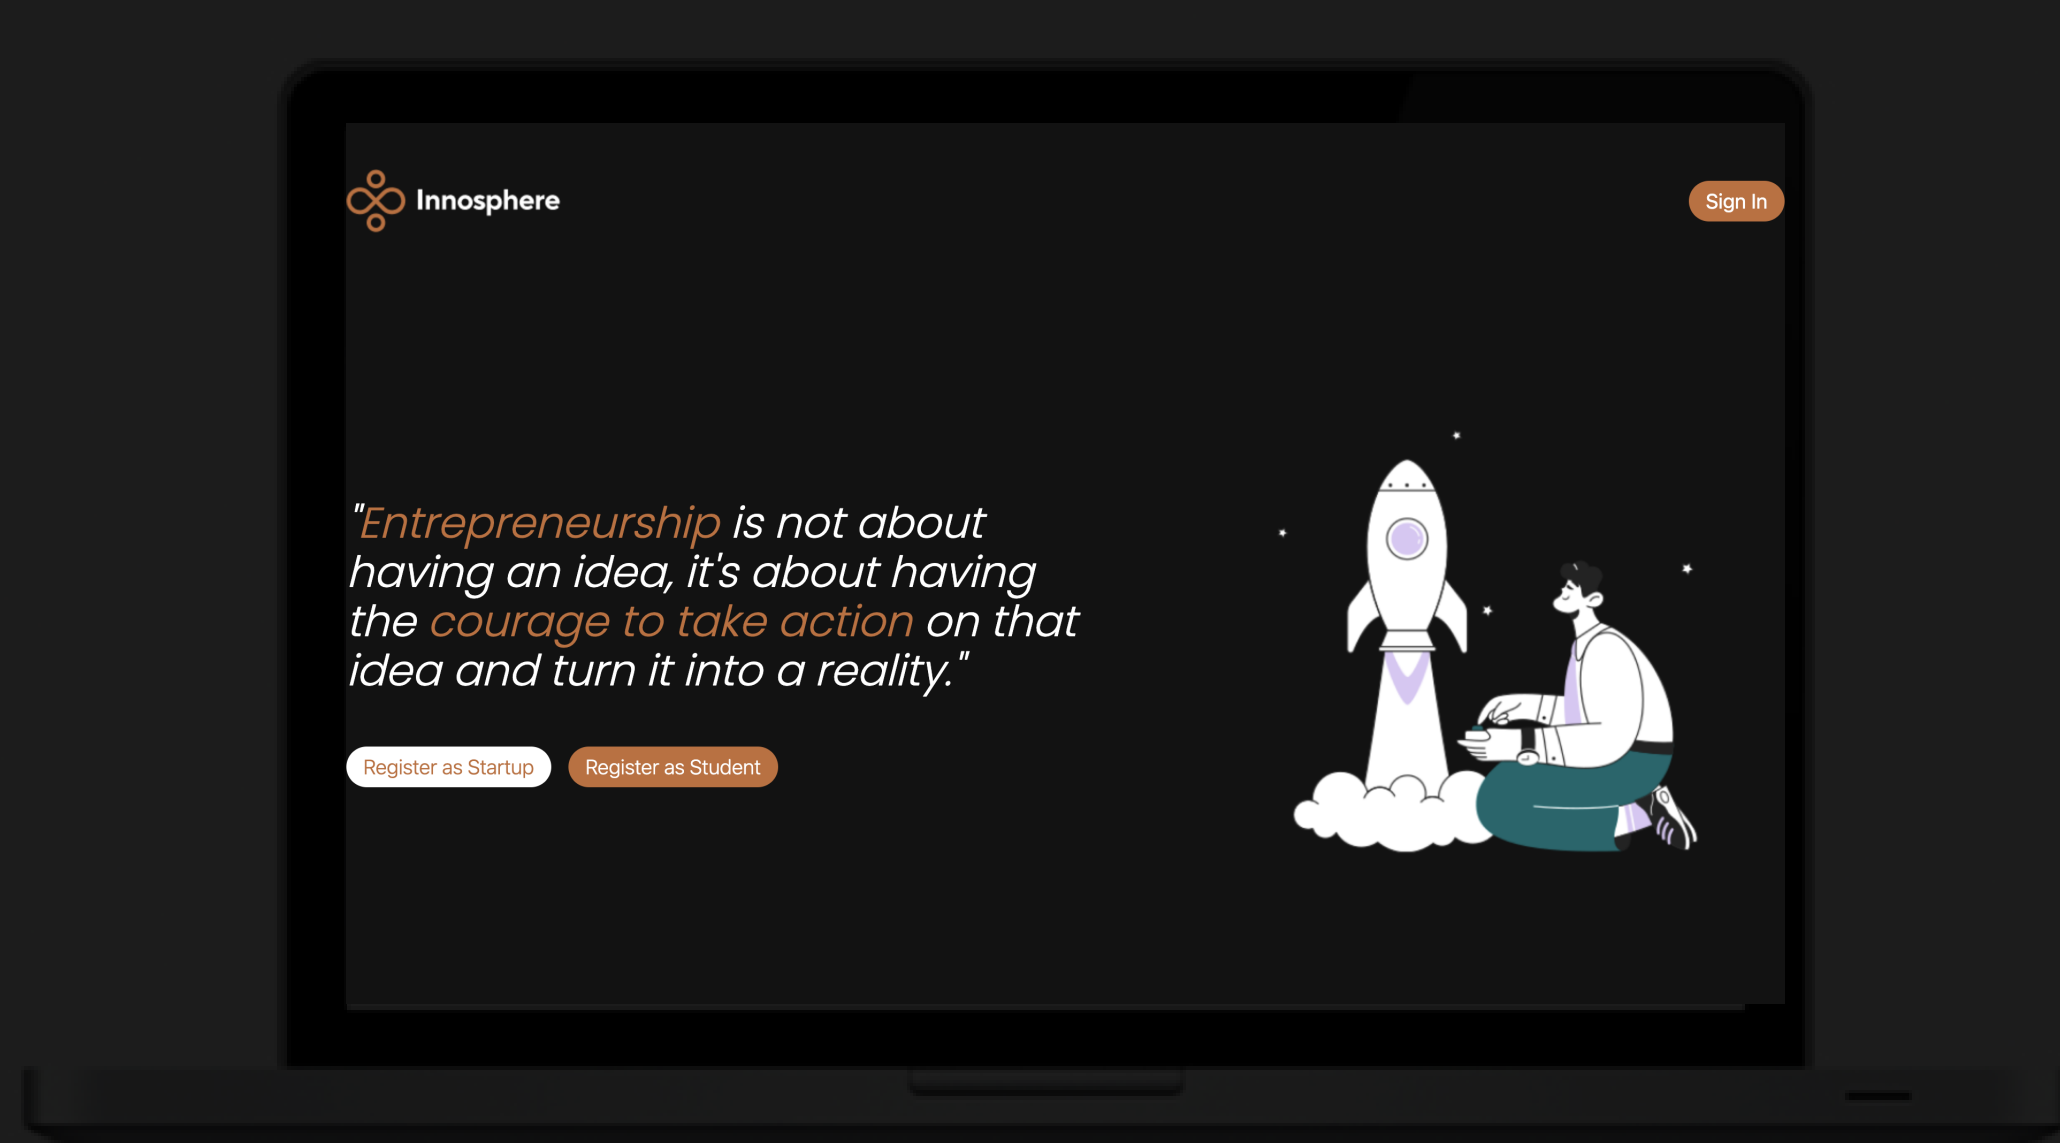 Innosphere
Sign In
"Entrepreneurship is not about
having an idea, it's about having
the courage to take action on that
idea and turn it into a reality."
Register as Startup
Register as Student